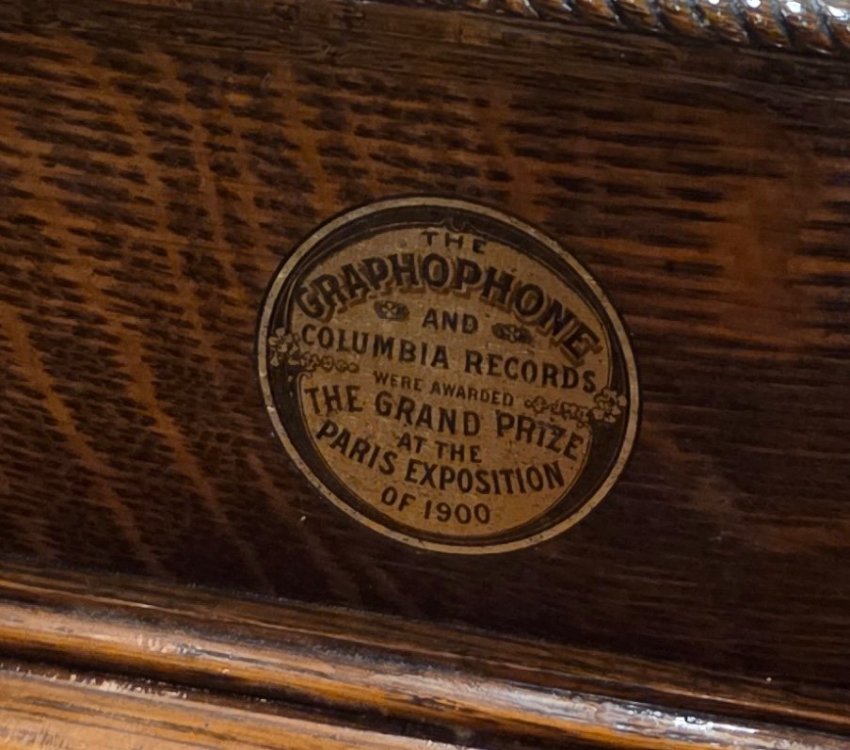 THE
GRAPHOPHONE
AND
COLUMBIA RECORDS
WERE AWARDED
THE GRAND PRIZE
AT THE
PARIS EXPOSITION
OF 1900